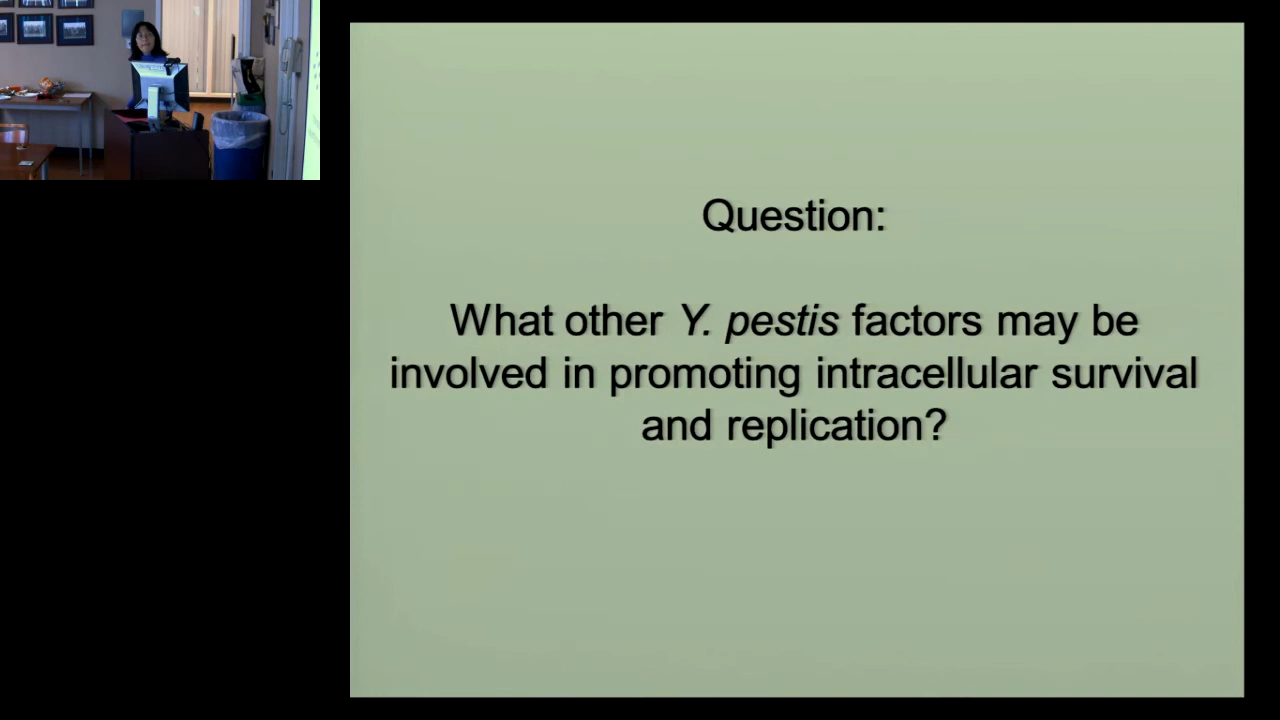 Question:
What other Y. pestis factors may be
involved in promoting intracellular survival
and replication?